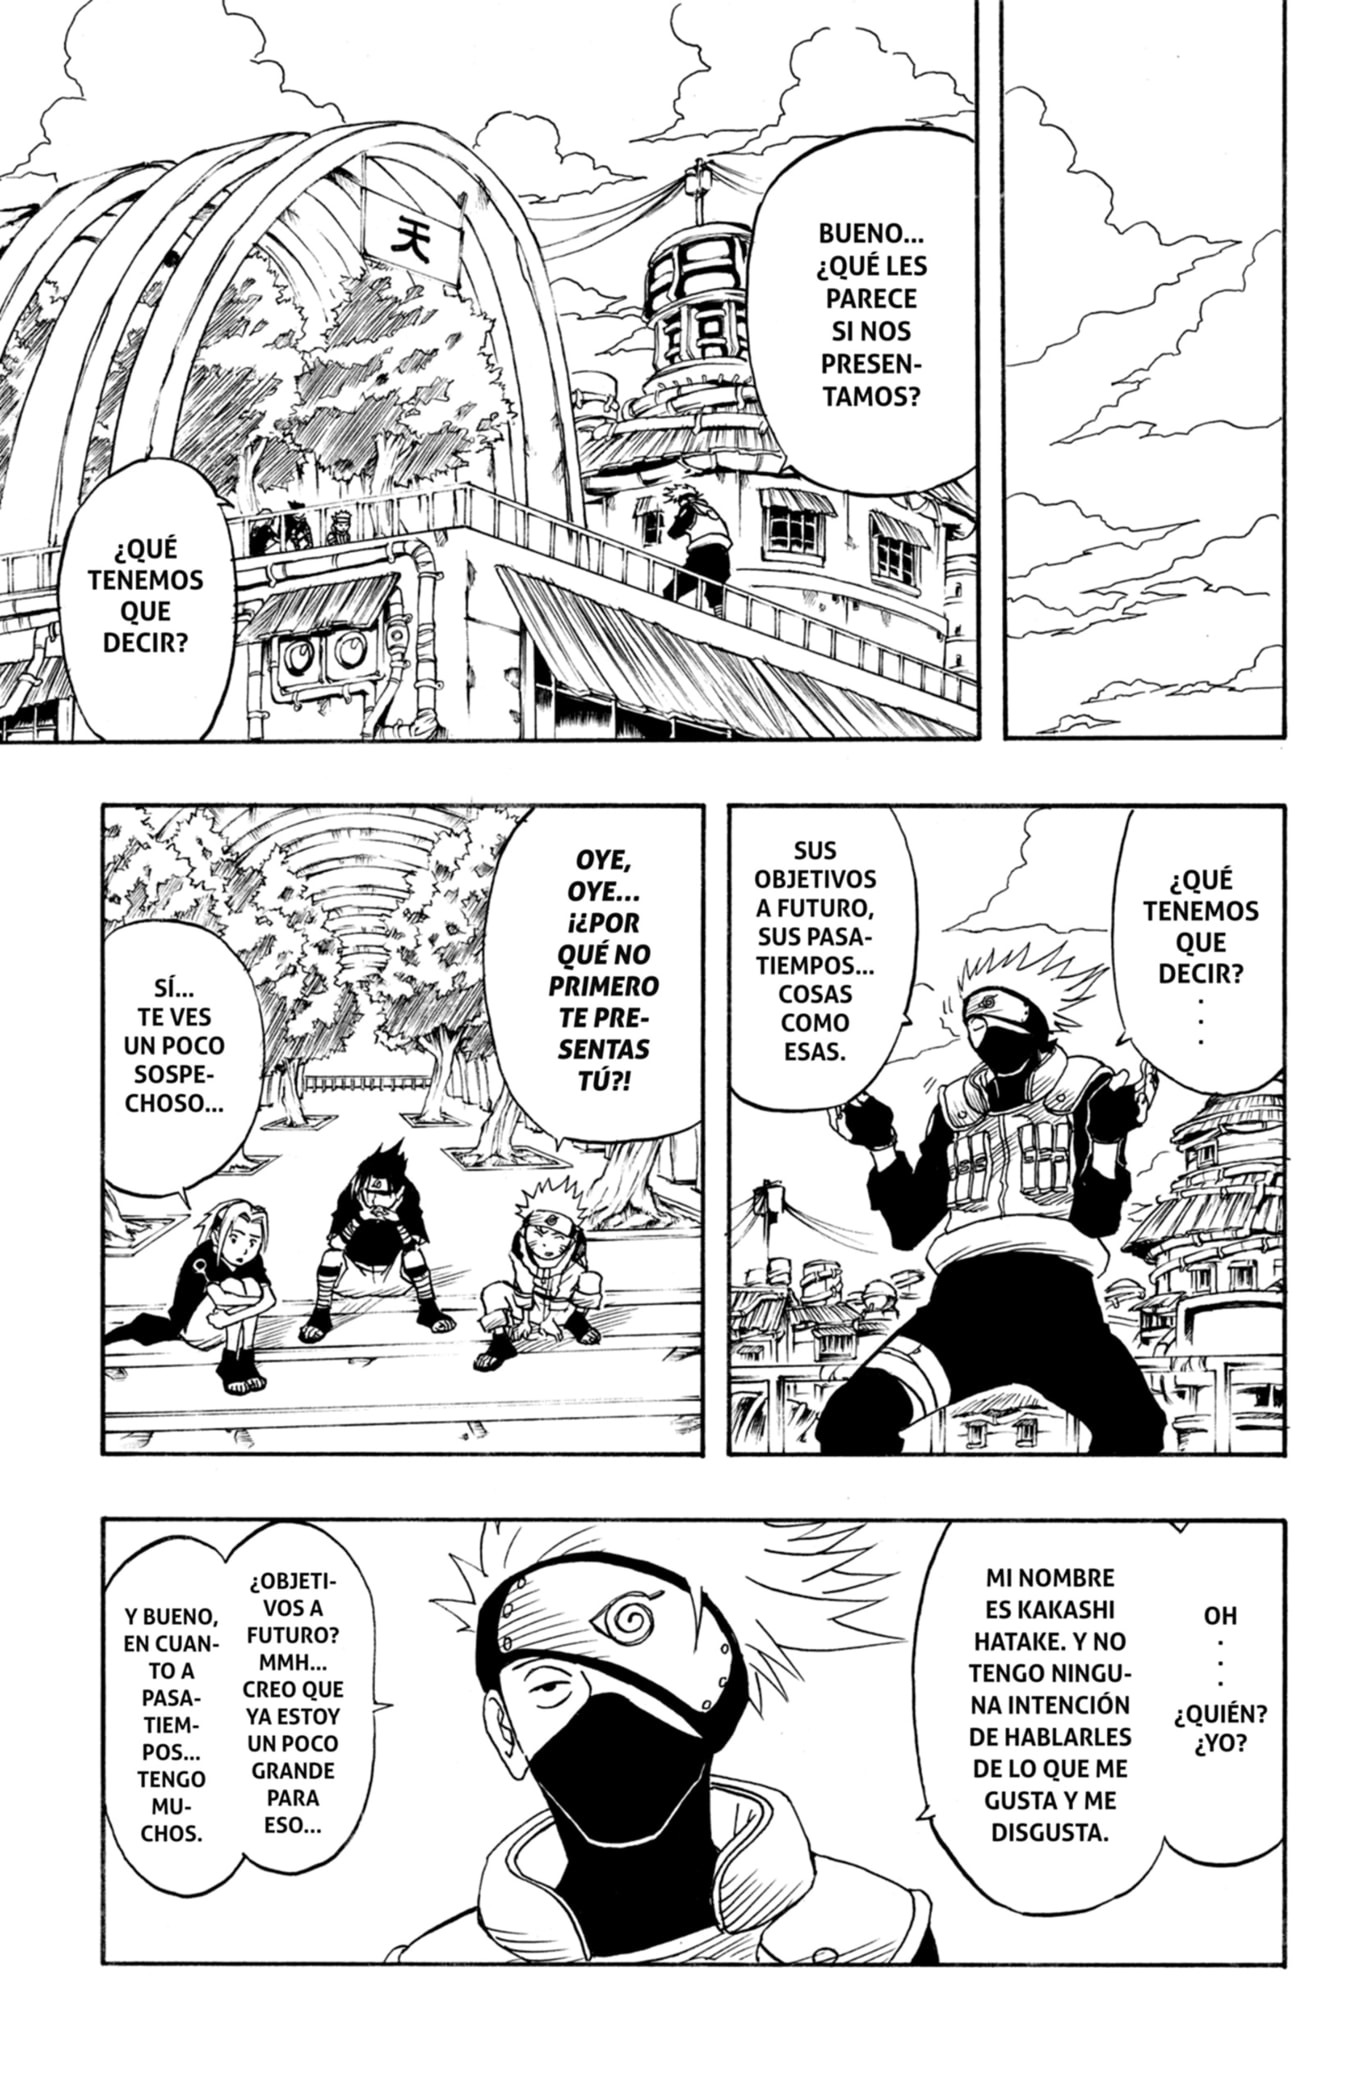 BUENO...
¿QUÉ LES
PARECE
SI NOS
PRESEN-
TAMOS?
天
¿QUÉ
TENEMOS
QUE
DECIR?
¿QUÉ
TENEMOS
QUE
DECIR?
...
SUS
OBJETIVOS
A FUTURO,
SUS PASA-
TIEMPOS...
COSAS
COMO
ESAS.
OYE,
OYE...
¡¿POR
QUÉ NO
PRIMERO
TE PRE-
SENTAS
TÚ?!
SÍ...
TE VES
UN POCO
SOSPE-
CHOSO...
OH
...
¿QUIÉN?
¿YO?
MI NOMBRE
ES KAKASHI
HATAKE. Y NO
TENGO NINGU-
NA INTENCIÓN
DE HABLARLES
DE LO QUE ME
GUSTA Y ME
DISGUSTA.
¿OBJETI-
VOS A
FUTURO?
MMH...
CREO QUE
YA ESTOY
UN POCO
GRANDE
PARA
ESO...
Y BUENO,
EN CUAN-
TO A
PASA-
TIEM-
POS...
TENGO
MU-
CHOS.